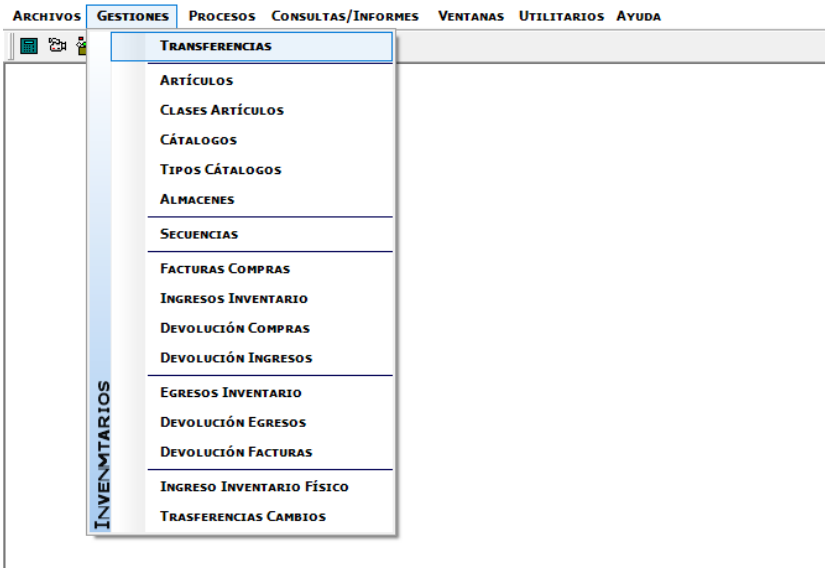 ARCHIVOS GESTIONES PROCESOS CONSULTAS/INFORMES VENTANAS UTILITARIOS AYUDA
TRANSFERENCIAS
ARTÍCULOS
CLASES ARTÍCULOS
CÁTALOGOS
TIPOS CÁTALOGOS
ALMACENES
SECUENCIAS
FACTURAS COMPRAS
INGRESOS INVENTARIO
DEVOLUCIÓN COMPRAS
DEVOLUCIÓN INGRESOS
EGRESOS INVENTARIO
DEVOLUCIÓN EGRESOS
DEVOLUCIÓN FACTURAS
INGRESO INVENTARIO FÍSICO
TRASFERENCIAS CAMBIOS
INVENMTARIOS